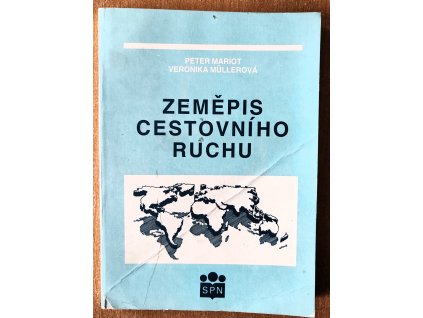 PETER MARIOT
VERONIKA MÜLLEROVÁ
ZEMĚPIS
CESTOVNÍHO
RUCHU
SPN